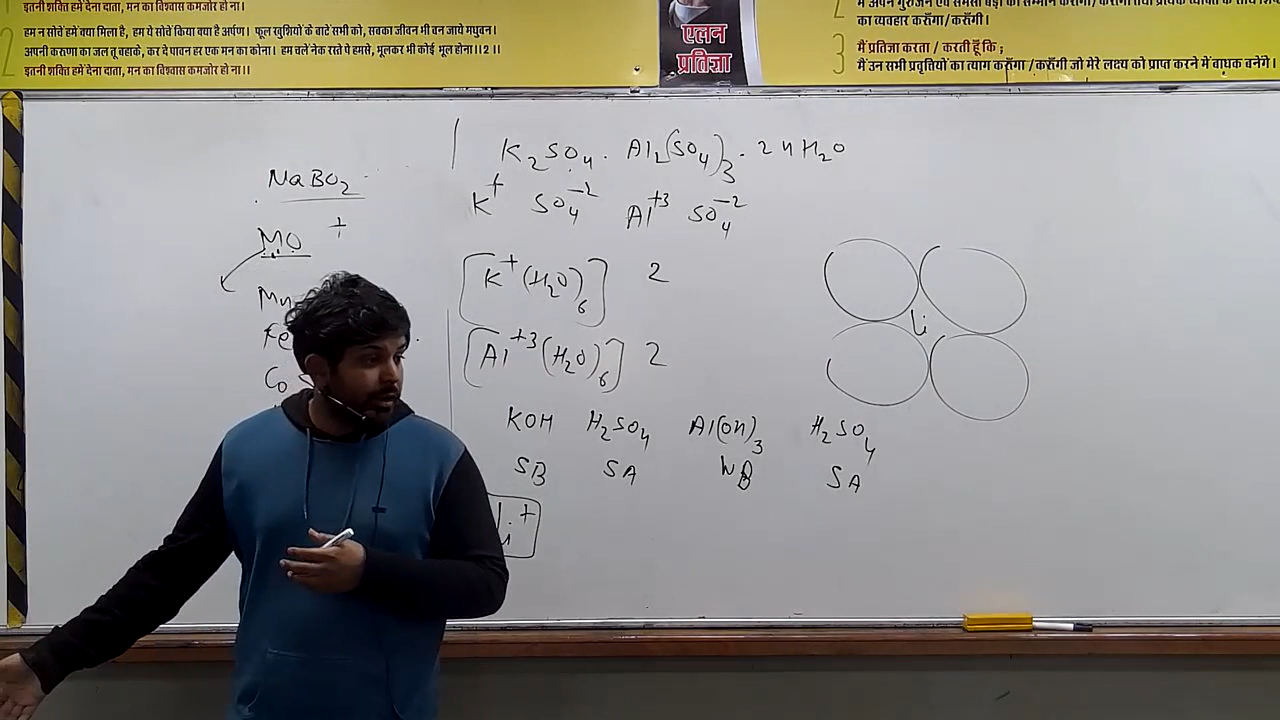 इतनी शक्ति हमें देना दाता, मन का विश्वास कमजोर हो ना।
2
हम न सोचें हमें क्या मिला है, हम ये सोचें किया क्या है अर्पण। फूल खुशियों के बाटें सभी को, सबका जीवन भी बन जाये मधुवन।
अपनी करुणा का जल तू बहाके, कर दे पावन हर एक मन का कोना। हम चलें नेक रस्ते पे हमसे, भूलकर भी कोई भूल होना।।2।।
इतनी शक्ति हमें देना दाता, मन का विश्वास कमजोर हो ना।।
एलन
प्रतिज्ञा
2
का व्यवहार करूँगा/करूँगी।
3
मैं प्रतिज्ञा करता / करती हूँ कि ;
मैं उन सभी प्रवृत्तियों का त्याग करूँगा /करूँगी जो मेरे लक्ष्य को प्राप्त करने में बाधक बनेंगे।
NaBO2
MO +
Mn
Fe
Co
K2SO4. Al2(SO4)3. 24H2O
K+ SO4-2 Al+3 SO4-2
[K+(H2O)6] 2
[Al+3(H2O)6] 2
KOH H2SO4 Al(OH)3 H2SO4
SB SA WB SA
Li+
Li